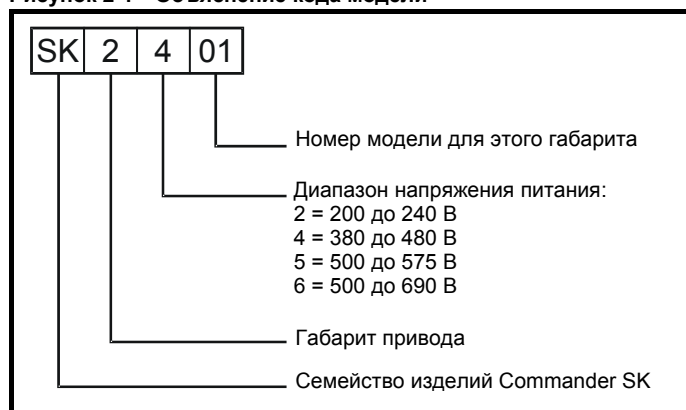 Рисунок 2-1 Объяснение кода модели
SK 2 4 01
Номер модели для этого габарита
Диапазон напряжения питания:
2 = 200 до 240 В
4 = 380 до 480 В
5 = 500 до 575 В
6 = 500 до 690 В
Габарит привода
Семейство изделий Commander SK